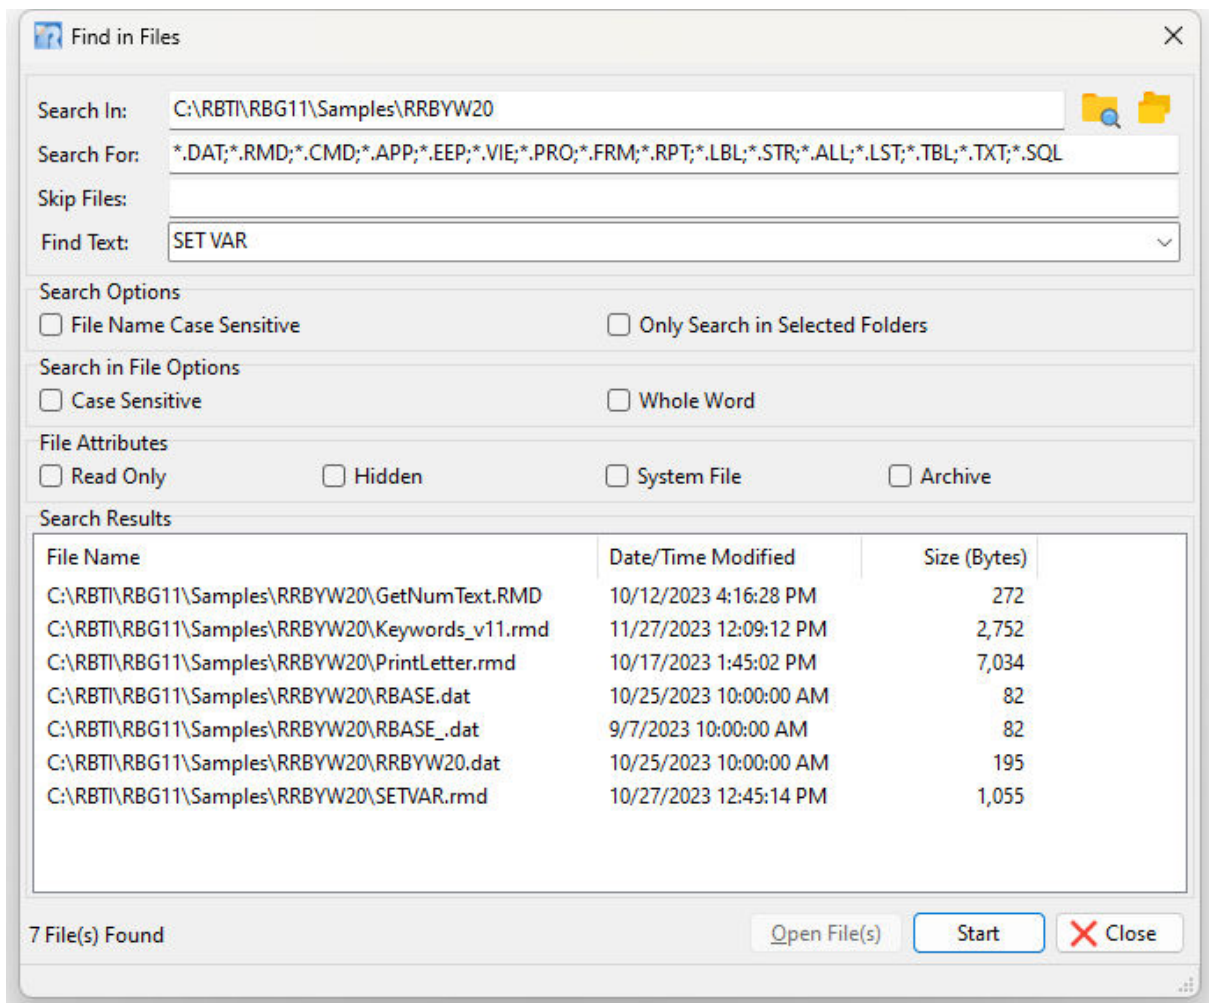 Find in Files
Search In: C:\RBTI\RBG11\Samples\RRBYW20
Search For: *.DAT;*.RMD;*.CMD;*.APP;*.EEP;*.VIE;*.PRO;*.FRM;*.RPT;*.LBL;*.STR;*.ALL;*.LST;*.TBL;*.TXT;*.SQL
Skip Files:
Find Text: SET VAR
Search Options
File Name Case Sensitive Only Search in Selected Folders
Search in File Options
Case Sensitive Whole Word
File Attributes
Read Only Hidden System File Archive
Search Results
File Name Date/Time Modified Size (Bytes)
C:\RBTI\RBG11\Samples\RRBYW20\GetNumText.RMD 10/12/2023 4:16:28 PM 272
C:\RBTI\RBG11\Samples\RRBYW20\Keywords_v11.rmd 11/27/2023 12:09:12 PM 2,752
C:\RBTI\RBG11\Samples\RRBYW20\PrintLetter.rmd 10/17/2023 1:45:02 PM 7,034
C:\RBTI\RBG11\Samples\RRBYW20\RBASE.dat 10/25/2023 10:00:00 AM 82
C:\RBTI\RBG11\Samples\RRBYW20\RBASE_.dat 9/7/2023 10:00:00 AM 82
C:\RBTI\RBG11\Samples\RRBYW20\RRBYW20.dat 10/25/2023 10:00:00 AM 195
C:\RBTI\RBG11\Samples\RRBYW20\SETVAR.rmd 10/27/2023 12:45:14 PM 1,055
7 File(s) Found Open File(s) Start Close